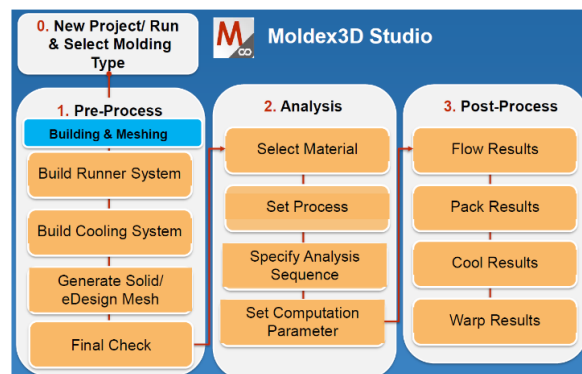 0. New Project/ Run
& Select Molding
Type
M
Moldex3D Studio
1. Pre-Process
Building & Meshing
Build Runner System
Build Cooling System
Generate Solid/
eDesign Mesh
Final Check
2. Analysis
Select Material
Set Process
Specify Analysis
Sequence
Set Computation
Parameter
3. Post-Process
Flow Results
Pack Results
Cool Results
Warp Results